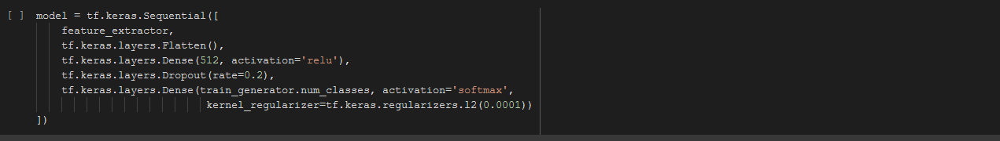 [ ] model = tf.keras.Sequential([
feature_extractor,
tf.keras.layers.Flatten(),
tf.keras.layers.Dense(512, activation='relu'),
tf.keras.layers.Dropout(rate=0.2),
tf.keras.layers.Dense(train_generator.num_classes, activation='softmax',
kernel_regularizer=tf.keras.regularizers.l2(0.0001))
])